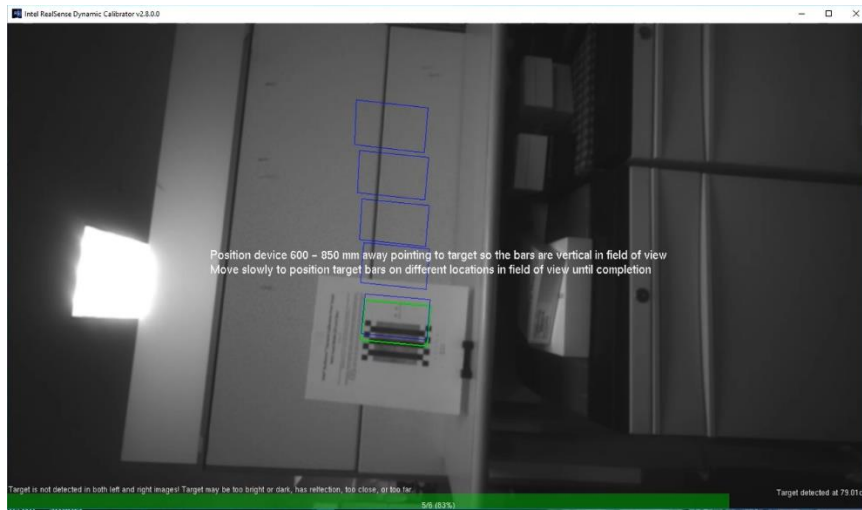 Intel RealSense Dynamic Calibrator v2.8.0.0
Position device 600 - 850 mm away pointing to target so the bars are vertical in field of view
Move slowly to position target bars on different locations in field of view until completion
Target is not detected in both left and right images! Target may be too bright or dark, has reflection, too close, or too far.
Target detected at 79.01c
5/6 (83%)